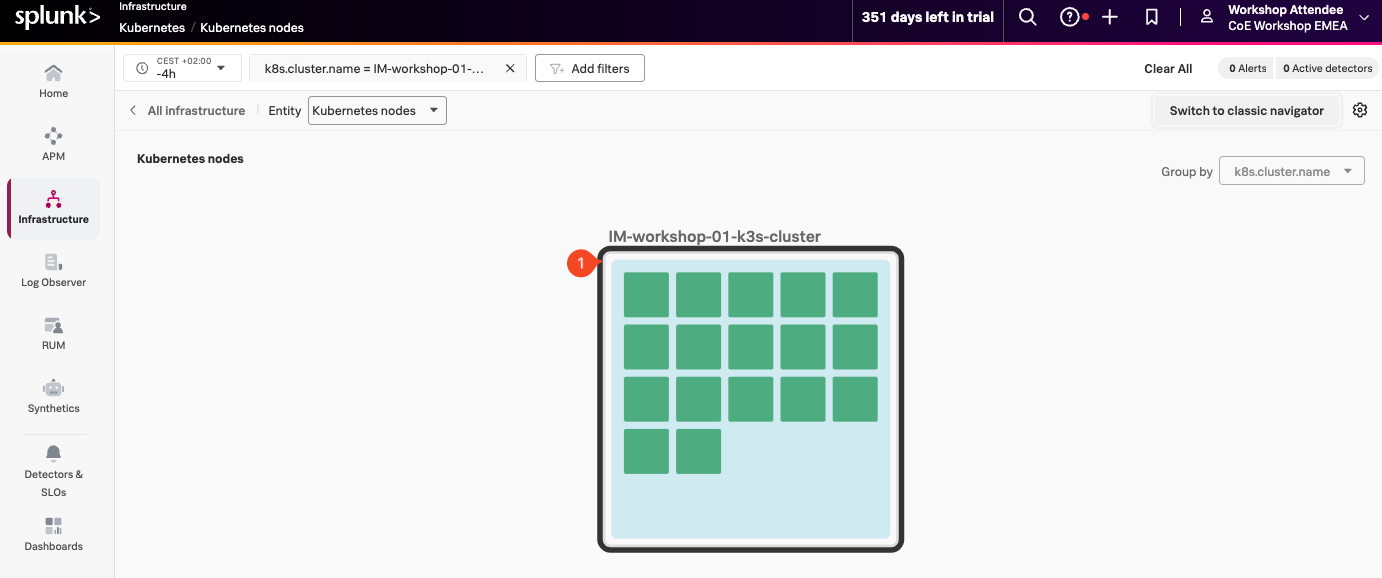 splunk>
Infrastructure
Kubernetes / Kubernetes nodes
351 days left in trial
Workshop Attendee
CoE Workshop EMEA
Home
APM
Infrastructure
Log Observer
RUM
Synthetics
Detectors &
SLOs
Dashboards
CEST +02:00
-4h
k8s.cluster.name = IM-workshop-01-...
Add filters
Clear All
0 Alerts
0 Active detectors
All infrastructure
Entity
Kubernetes nodes
Switch to classic navigator
Kubernetes nodes
Group by
k8s.cluster.name
IM-workshop-01-k3s-cluster
1